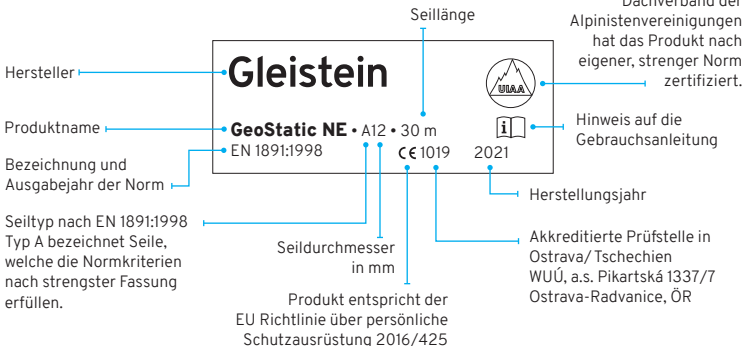 Seillänge
Dachverband der
Alpinistenvereinigungen
hat das Produkt nach
eigener, strenger Norm
zertifiziert.
Hersteller
Gleistein
UIAA
Produktname
GeoStatic NE • A12 • 30 m
i
Hinweis auf die
Gebrauchsanleitung
EN 1891:1998
CE 1019
2021
Bezeichnung und
Ausgabejahr der Norm
Herstellungsjahr
Seiltyp nach EN 1891:1998
Typ A bezeichnet Seile,
welche die Normkriterien
nach strengster Fassung
erfüllen.
Seildurchmesser
in mm
Akkreditierte Prüfstelle in
Ostrava/ Tschechien
WUÚ, a.s. Pikartská 1337/7
Ostrava-Radvanice, ÖR
Produkt entspricht der
EU Richtlinie über persönliche
Schutzausrüstung 2016/425